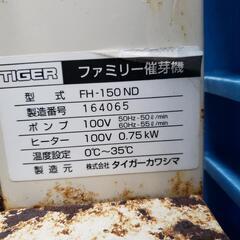 TIGER ファミリー催芽機
型式 FH-150ND
製造番号 164065
ポンプ 100V 50Hz-50ℓ/min 60Hz-55ℓ/min
ヒーター 100V 0.75kW
温度設定 0℃~35℃
製造元 株式会社 タイガーカワシマ